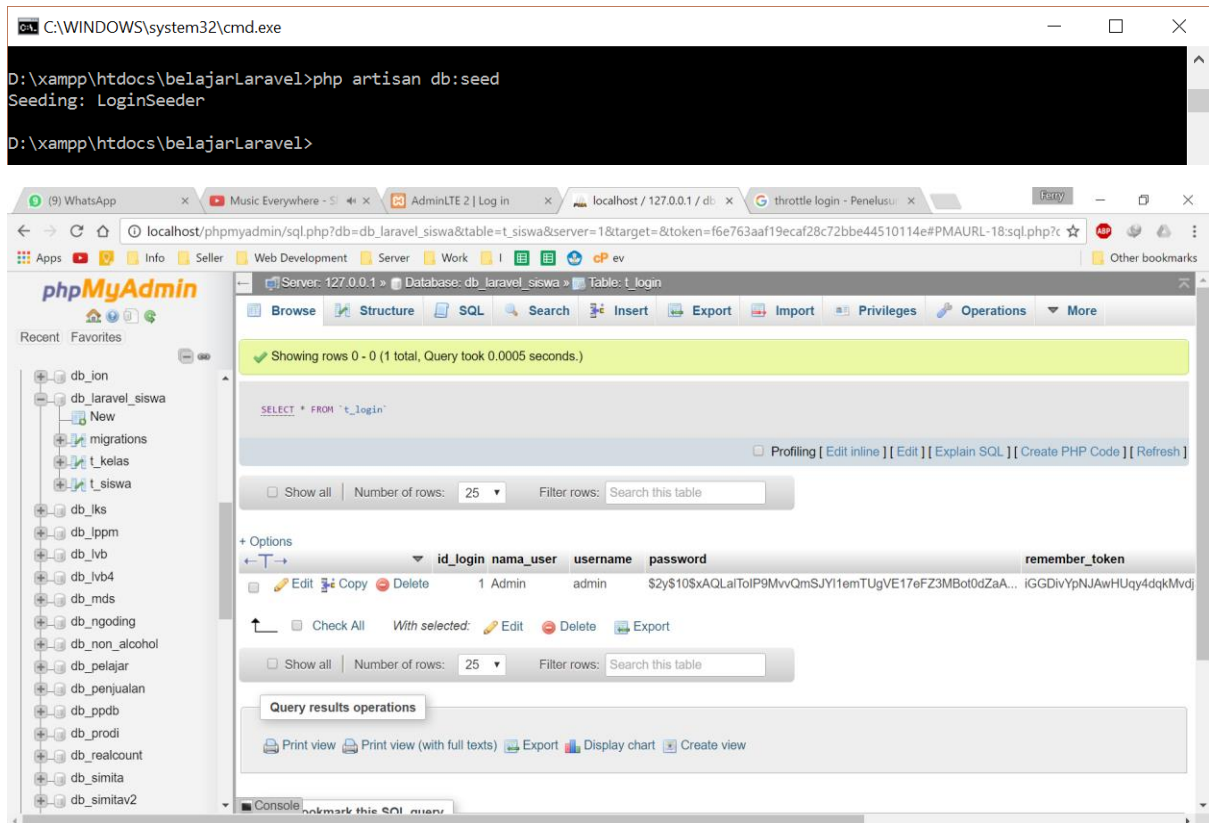 C:\WINDOWS\system32\cmd.exe
D:\xampp\htdocs\belajarLaravel>php artisan db:seed
Seeding: LoginSeeder
D:\xampp\htdocs\belajarLaravel>
(9) WhatsApp
Music Everywhere - S
AdminLTE 2 | Log in
localhost / 127.0.0.1 / db
throttle login - Penelusur
Ferry
localhost/phpmyadmin/sql.php?db=db_laravel_siswa&table=t_siswa&server=1&target=&token=f6e763aaf19ecaf28c72bbe44510114e#PMAURL-18:sql.php?c
ABP
Apps Info Seller Web Development Server Work I cP ev Other bookmarks
phpMyAdmin
Recent Favorites
db_ion
db_laravel_siswa
New
migrations
t_kelas
t_siswa
db_lks
db_lppm
db_lvb
db_lvb4
db_mds
db_ngoding
db_non_alcohol
db_pelajar
db_penjualan
db_ppdb
db_prodi
db_realcount
db_simita
db_simitav2
Server: 127.0.0.1 » Database: db_laravel_siswa » Table: t_login
Browse Structure SQL Search Insert Export Import Privileges Operations More
Showing rows 0 - 0 (1 total, Query took 0.0005 seconds.)
SELECT * FROM `t_login`
Profiling [ Edit inline ] [ Edit ] [ Explain SQL ] [ Create PHP Code ] [ Refresh ]
Show all | Number of rows: 25 Filter rows: Search this table
+ Options
id_login nama_user username password remember_token
Edit Copy Delete 1 Admin admin $2y$10$xAQLalTolP9MvvQmSJYl1emTUgVE17eFZ3MBot0dZaA... iGGDivYpNJAwHUqy4dqkMvdj
Check All With selected: Edit Delete Export
Show all | Number of rows: 25 Filter rows: Search this table
Query results operations
Print view Print view (with full texts) Export Display chart Create view
Console
ookmark this SQL query